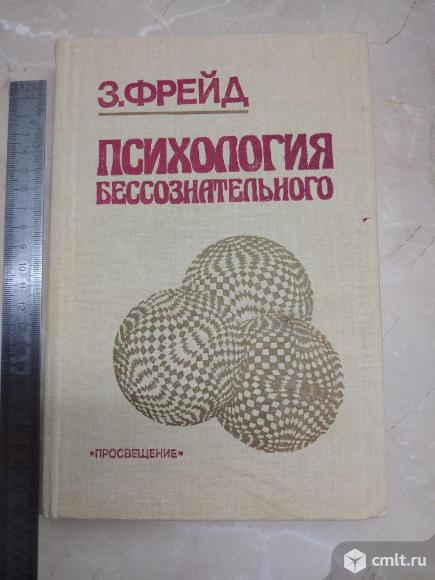 З.ФРЕЙД
ПСИХОЛОГИЯ
БЕССОЗНАТЕЛЬНОГО
«ПРОСВЕЩЕНИЕ»
cmlt.ru